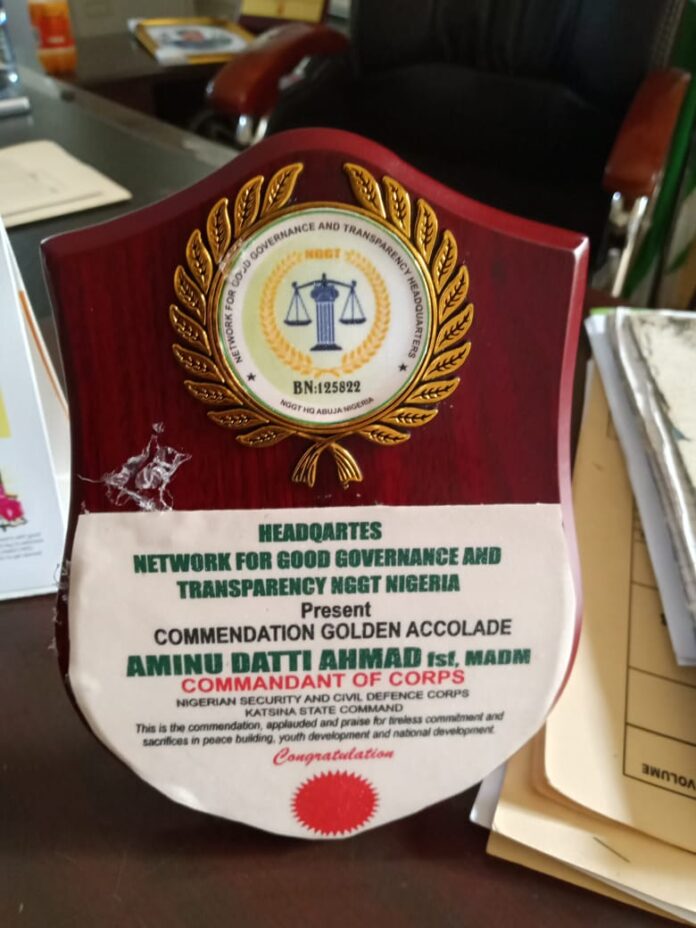 NETWORK FOR GOOD GOVERNANCE AND TRANSPARENCY HEADQUARTERS
NGGT
BN:125822
NGGT HQ ABUJA NIGERIA
HEADQARTES
NETWORK FOR GOOD GOVERNANCE AND
TRANSPARENCY NGGT NIGERIA
Present
COMMENDATION GOLDEN ACCOLADE
AMINU DATTI AHMAD fsf, MADM
COMMANDANT OF CORPS
NIGERIAN SECURITY AND CIVIL DEFENCE CORPS
KATSINA STATE COMMAND
This is the commendation, applauded and praise for tireless commitment and
sacrifices in peace building, youth development and national development.
Congratulation
VOLUME